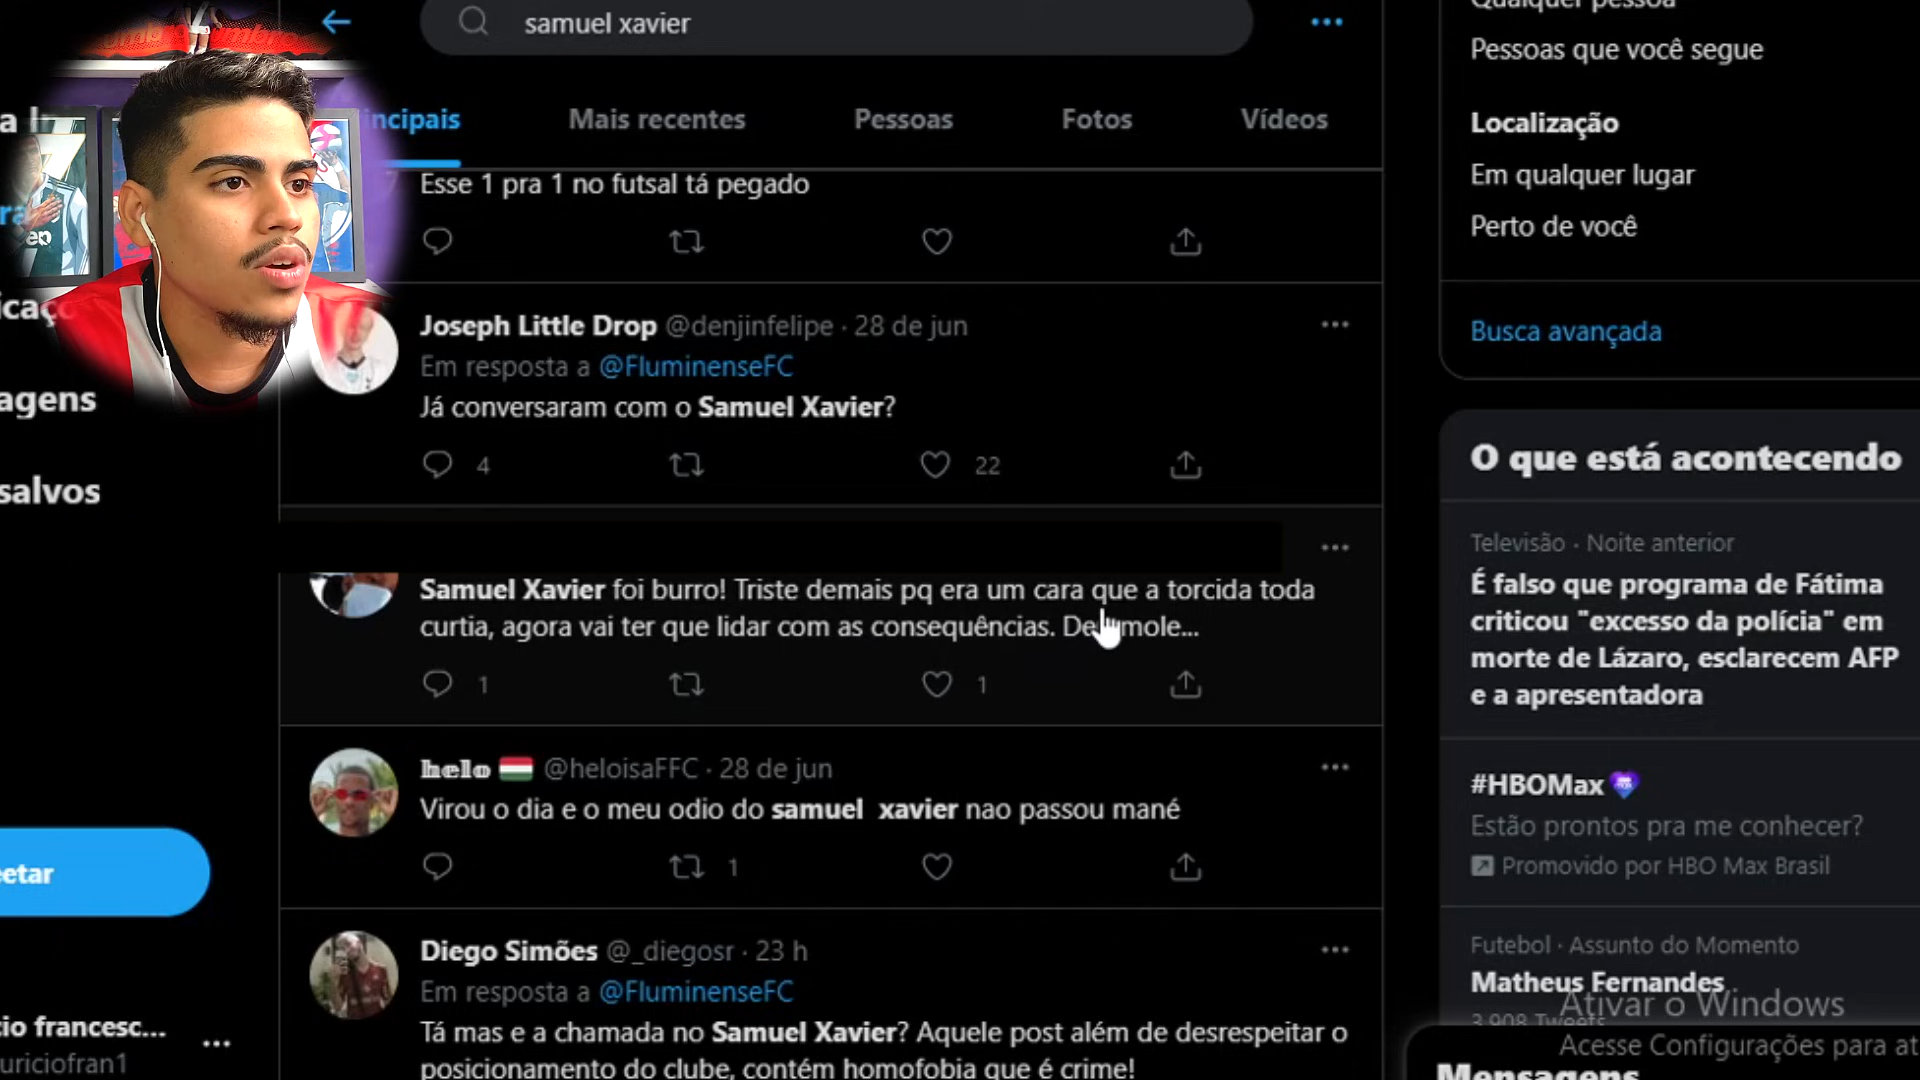 samuel xavier
Principais
Mais recentes
Pessoas
Fotos
Vídeos
Esse 1 pra 1 no futsal tá pegado
Joseph Little Drop @denjinfelipe · 28 de jun
Em resposta a @FluminenseFC
Já conversaram com o Samuel Xavier?
4
22
Samuel Xavier foi burro! Triste demais pq era um cara que a torcida toda
curtia, agora vai ter que lidar com as consequências. De mole...
1
1
helo @heloisaFFC · 28 de jun
Virou o dia e o meu odio do samuel xavier nao passou mané
1
Diego Simões @_diegosr · 23 h
Em resposta a @FluminenseFC
Tá mas e a chamada no Samuel Xavier? Aquele post além de desrespeitar o
posicionamento do clube, contém homofobia que é crime!
Qualquer pessoa
Pessoas que você segue
Localização
Em qualquer lugar
Perto de você
Busca avançada
O que está acontecendo
Televisão · Noite anterior
É falso que programa de Fátima
criticou "excesso da polícia" em
morte de Lázaro, esclarecem AFP
e a apresentadora
#HBOMax
Estão prontos pra me conhecer?
Promovido por HBO Max Brasil
Futebol · Assunto do Momento
Matheus Fernandes
3.908 Tweets
Ativar o Windows
Acesse Configurações para at
Mensagens
agens
salvos
etar
cio francesc...
uriciofran1